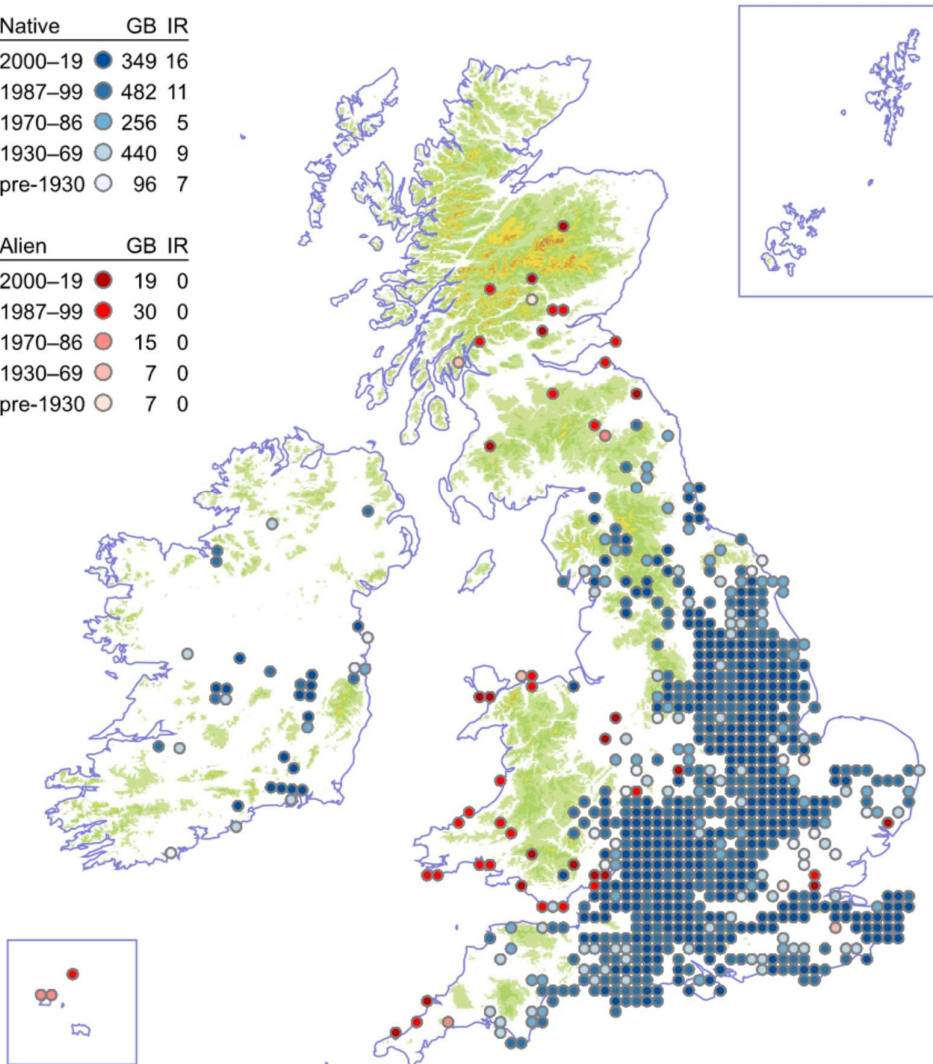 Native GB IR
2000–19 349 16
1987–99 482 11
1970–86 256 5
1930–69 440 9
pre-1930 96 7
Alien GB IR
2000–19 19 0
1987–99 30 0
1970–86 15 0
1930–69 7 0
pre-1930 7 0